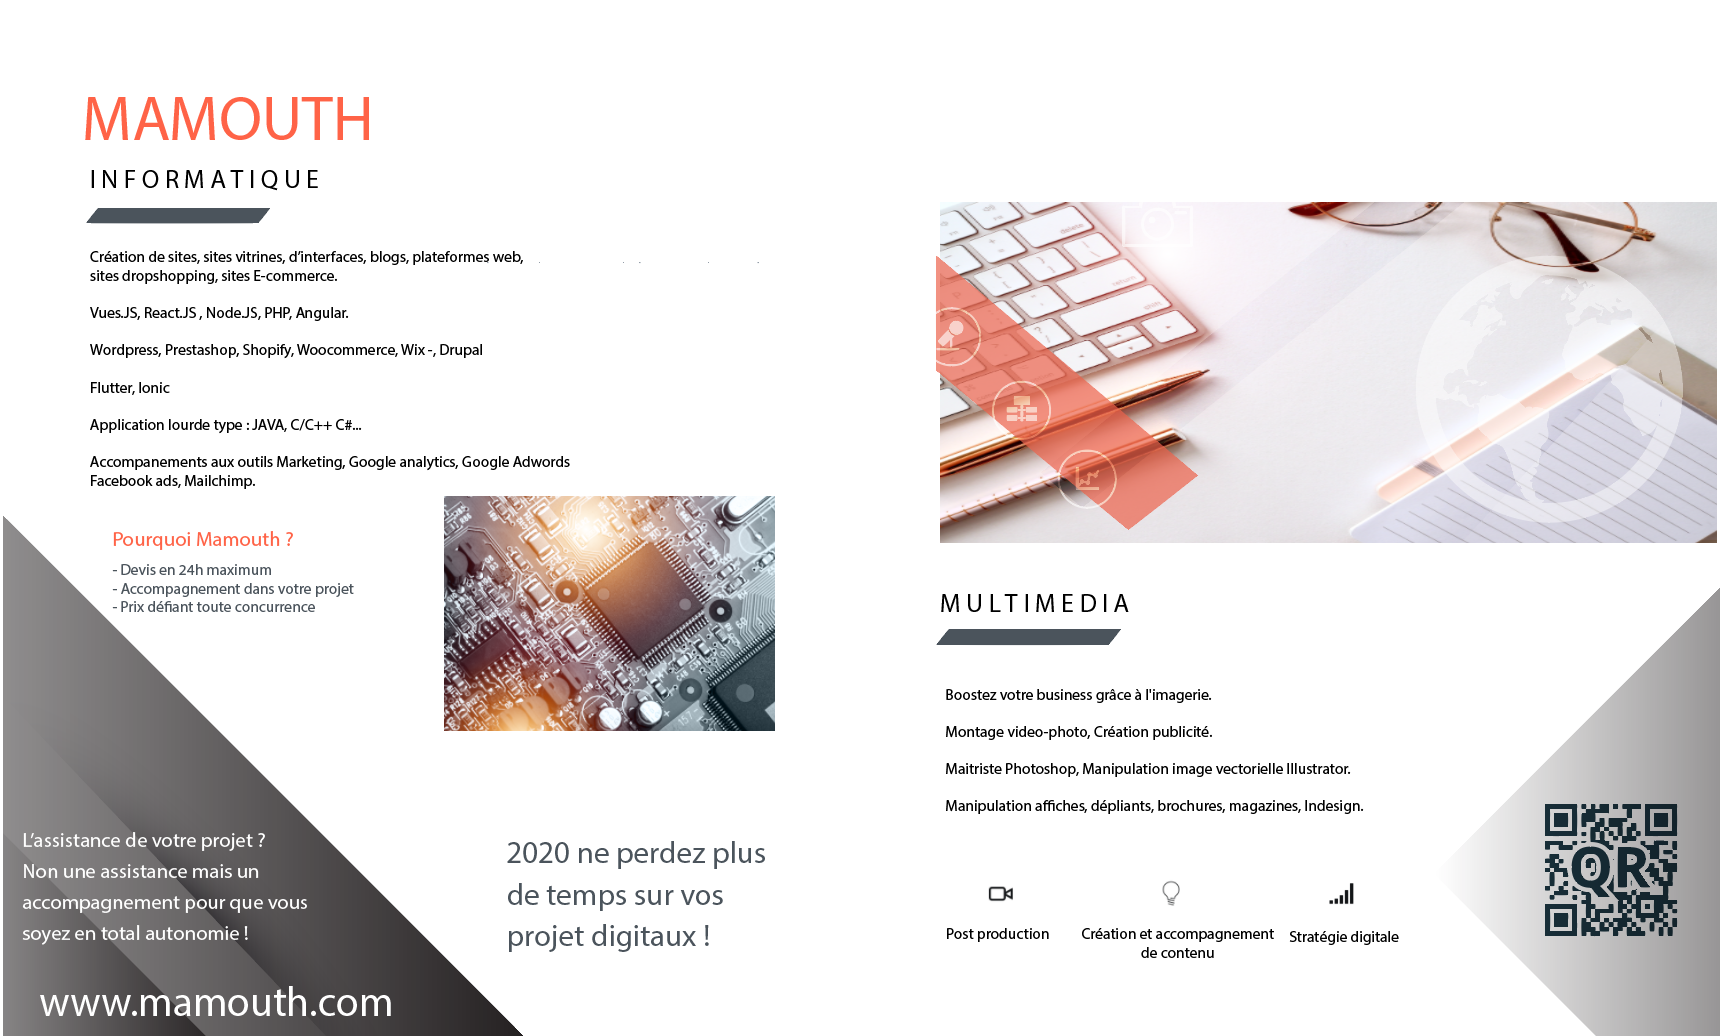 MAMOUTH
INFORMATIQUE
Création de sites, sites vitrines, d’interfaces, blogs, plateformes web,
sites dropshopping, sites E-commerce.
Vues.JS, React.JS , Node.JS, PHP, Angular.
Wordpress, Prestashop, Shopify, Woocommerce, Wix -, Drupal
Flutter, Ionic
Application lourde type : JAVA, C/C++ C#...
Accompanements aux outils Marketing, Google analytics, Google Adwords
Facebook ads, Mailchimp.
Pourquoi Mamouth ?
- Devis en 24h maximum
- Accompagnement dans votre projet
- Prix défiant toute concurrence
L’assistance de votre projet ?
Non une assistance mais un
accompagnement pour que vous
soyez en total autonomie !
www.mamouth.com
2020 ne perdez plus
de temps sur vos
projet digitaux !
delete
return
shift
MULTIMEDIA
Boostez votre business grâce à l'imagerie.
Montage video-photo, Création publicité.
Maitriste Photoshop, Manipulation image vectorielle Illustrator.
Manipulation affiches, dépliants, brochures, magazines, Indesign.
Post production
Création et accompagnement
de contenu
Stratégie digitale
QR